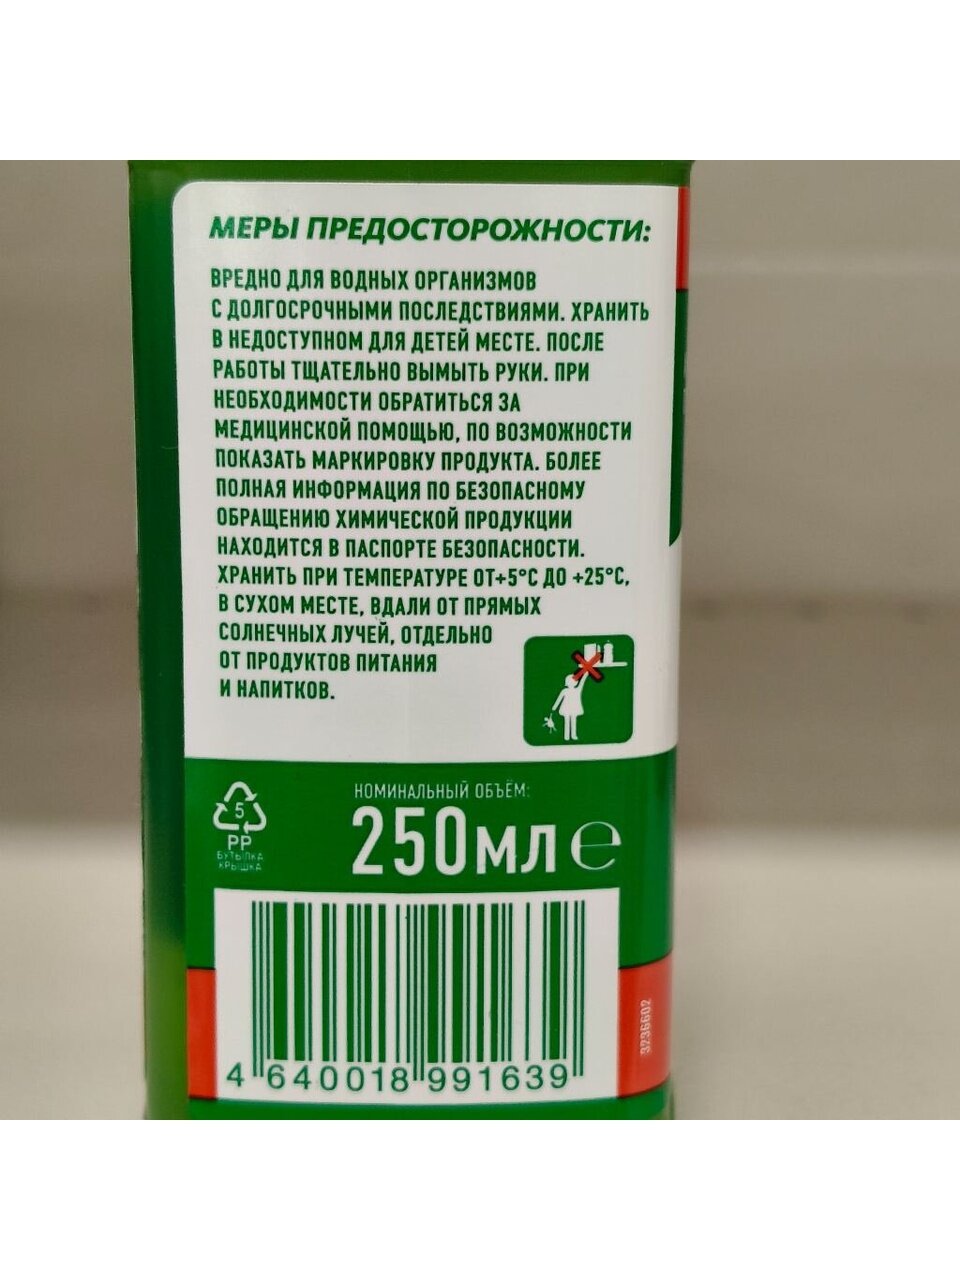 МЕРЫ ПРЕДОСТОРОЖНОСТИ:
ВРЕДНО ДЛЯ ВОДНЫХ ОРГАНИЗМОВ
С ДОЛГОСРОЧНЫМИ ПОСЛЕДСТВИЯМИ. ХРАНИТЬ
В НЕДОСТУПНОМ ДЛЯ ДЕТЕЙ МЕСТЕ. ПОСЛЕ
РАБОТЫ ТЩАТЕЛЬНО ВЫМЫТЬ РУКИ. ПРИ
НЕОБХОДИМОСТИ ОБРАТИТЬСЯ ЗА
МЕДИЦИНСКОЙ ПОМОЩЬЮ, ПО ВОЗМОЖНОСТИ
ПОКАЗАТЬ МАРКИРОВКУ ПРОДУКТА. БОЛЕЕ
ПОЛНАЯ ИНФОРМАЦИЯ ПО БЕЗОПАСНОМУ
ОБРАЩЕНИЮ ХИМИЧЕСКОЙ ПРОДУКЦИИ
НАХОДИТСЯ В ПАСПОРТЕ БЕЗОПАСНОСТИ.
ХРАНИТЬ ПРИ ТЕМПЕРАТУРЕ ОТ+5°С ДО +25°С,
В СУХОМ МЕСТЕ, ВДАЛИ ОТ ПРЯМЫХ
СОЛНЕЧНЫХ ЛУЧЕЙ, ОТДЕЛЬНО
ОТ ПРОДУКТОВ ПИТАНИЯ
И НАПИТКОВ.
НОМИНАЛЬНЫЙ ОБЪЁМ:
250МЛ ℮
5
PP
БУТЫЛКА
КРЫШКА
4 640018 991639
3236602